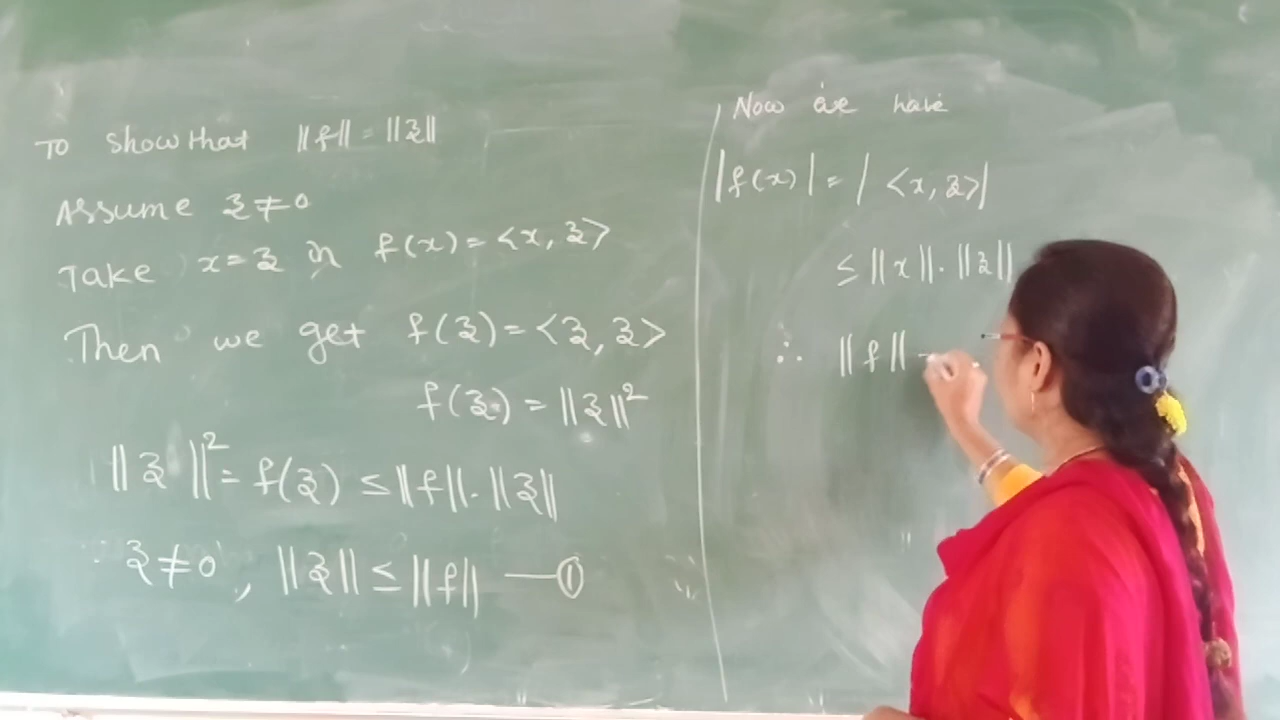 To show that ||f|| = ||z||
Assume z ≠ 0
Take x = z in f(x) = <x, z>
Then we get f(z) = <z, z>
f(z) = ||z||²
||z||² = f(z) ≤ ||f|| . ||z||
z ≠ 0, ||z|| ≤ ||f|| — ①
Now we have
|f(x)| = |<x, z>|
≤ ||x|| . ||z||
∴ ||f||